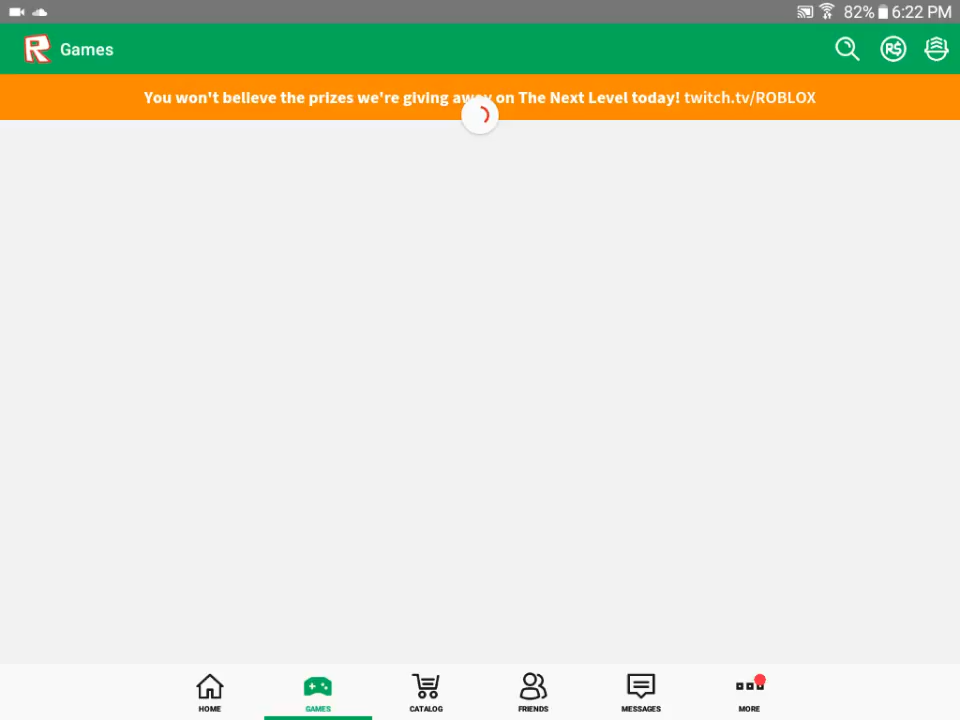 82% 6:22 PM
R Games R$
You won't believe the prizes we're giving away on The Next Level today! twitch.tv/ROBLOX
HOME GAMES CATALOG FRIENDS MESSAGES MORE